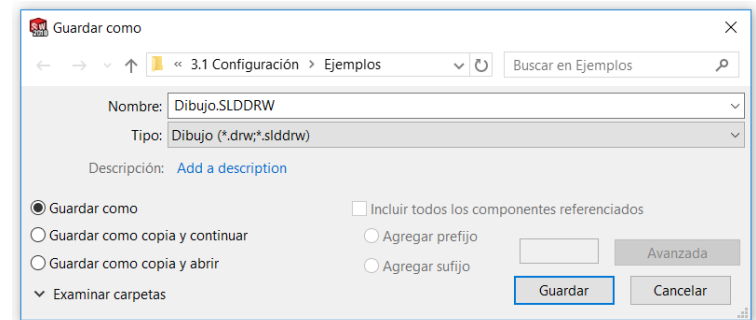 SW 2018 Guardar como
« 3.1 Configuración > Ejemplos Buscar en Ejemplos
Nombre: Dibujo.SLDDRW
Tipo: Dibujo (*.drw;*.slddrw)
Descripción: Add a description
Guardar como Incluir todos los componentes referenciados
Guardar como copia y continuar Agregar prefijo
Avanzada
Guardar como copia y abrir Agregar sufijo
Examinar carpetas Guardar Cancelar